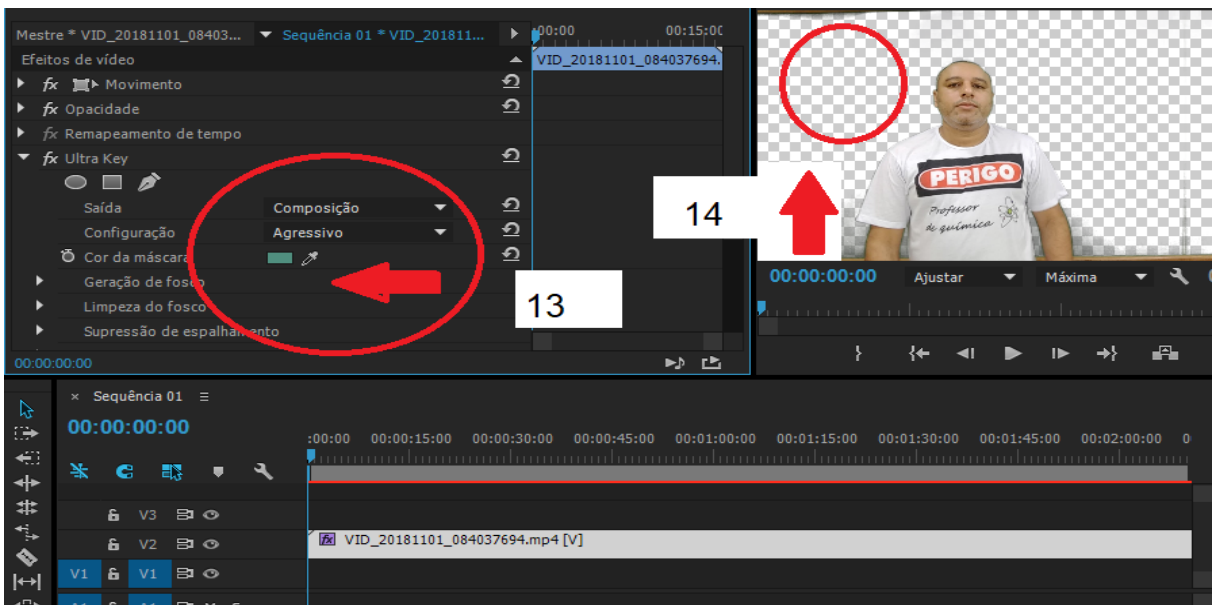 Mestre * VID_20181101_08403... Sequência 01 * VID_201811...
:00:00 00:15:00
Efeitos de vídeo
VID_20181101_084037694.
fx Movimento
fx Opacidade
fx Remapeamento de tempo
fx Ultra Key
Saída Composição
Configuração Agressivo
Cor da máscara
Geração de fosco
Limpeza do fosco
Supressão de espalhamento
00:00:00:00
13
14
PERIGO
Professor
de química
00:00:00:00 Ajustar Máxima
× Sequência 01
00:00:00:00
:00:00 00:00:15:00 00:00:30:00 00:00:45:00 00:01:00:00 00:01:15:00 00:01:30:00 00:01:45:00 00:02:00:00 0
V3
V2
fx VID_20181101_084037694.mp4 [V]
V1 V1